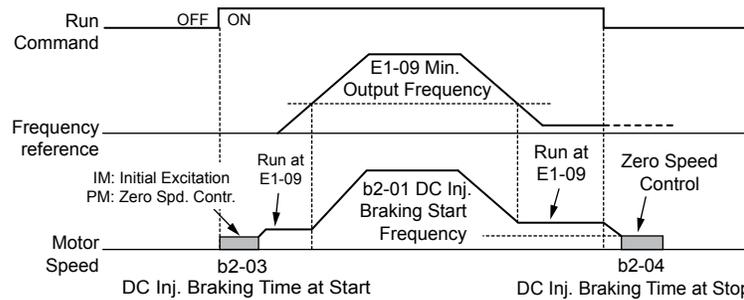 Run
Command
OFF
ON
E1-09 Min.
Output Frequency
Frequency
reference
IM: Initial Excitation
PM: Zero Spd. Contr.
Run at
E1-09
b2-01 DC Inj.
Braking Start
Frequency
Run at
E1-09
Zero Speed
Control
Motor
Speed
b2-03
DC Inj. Braking Time at Start
b2-04
DC Inj. Braking Time at Stop